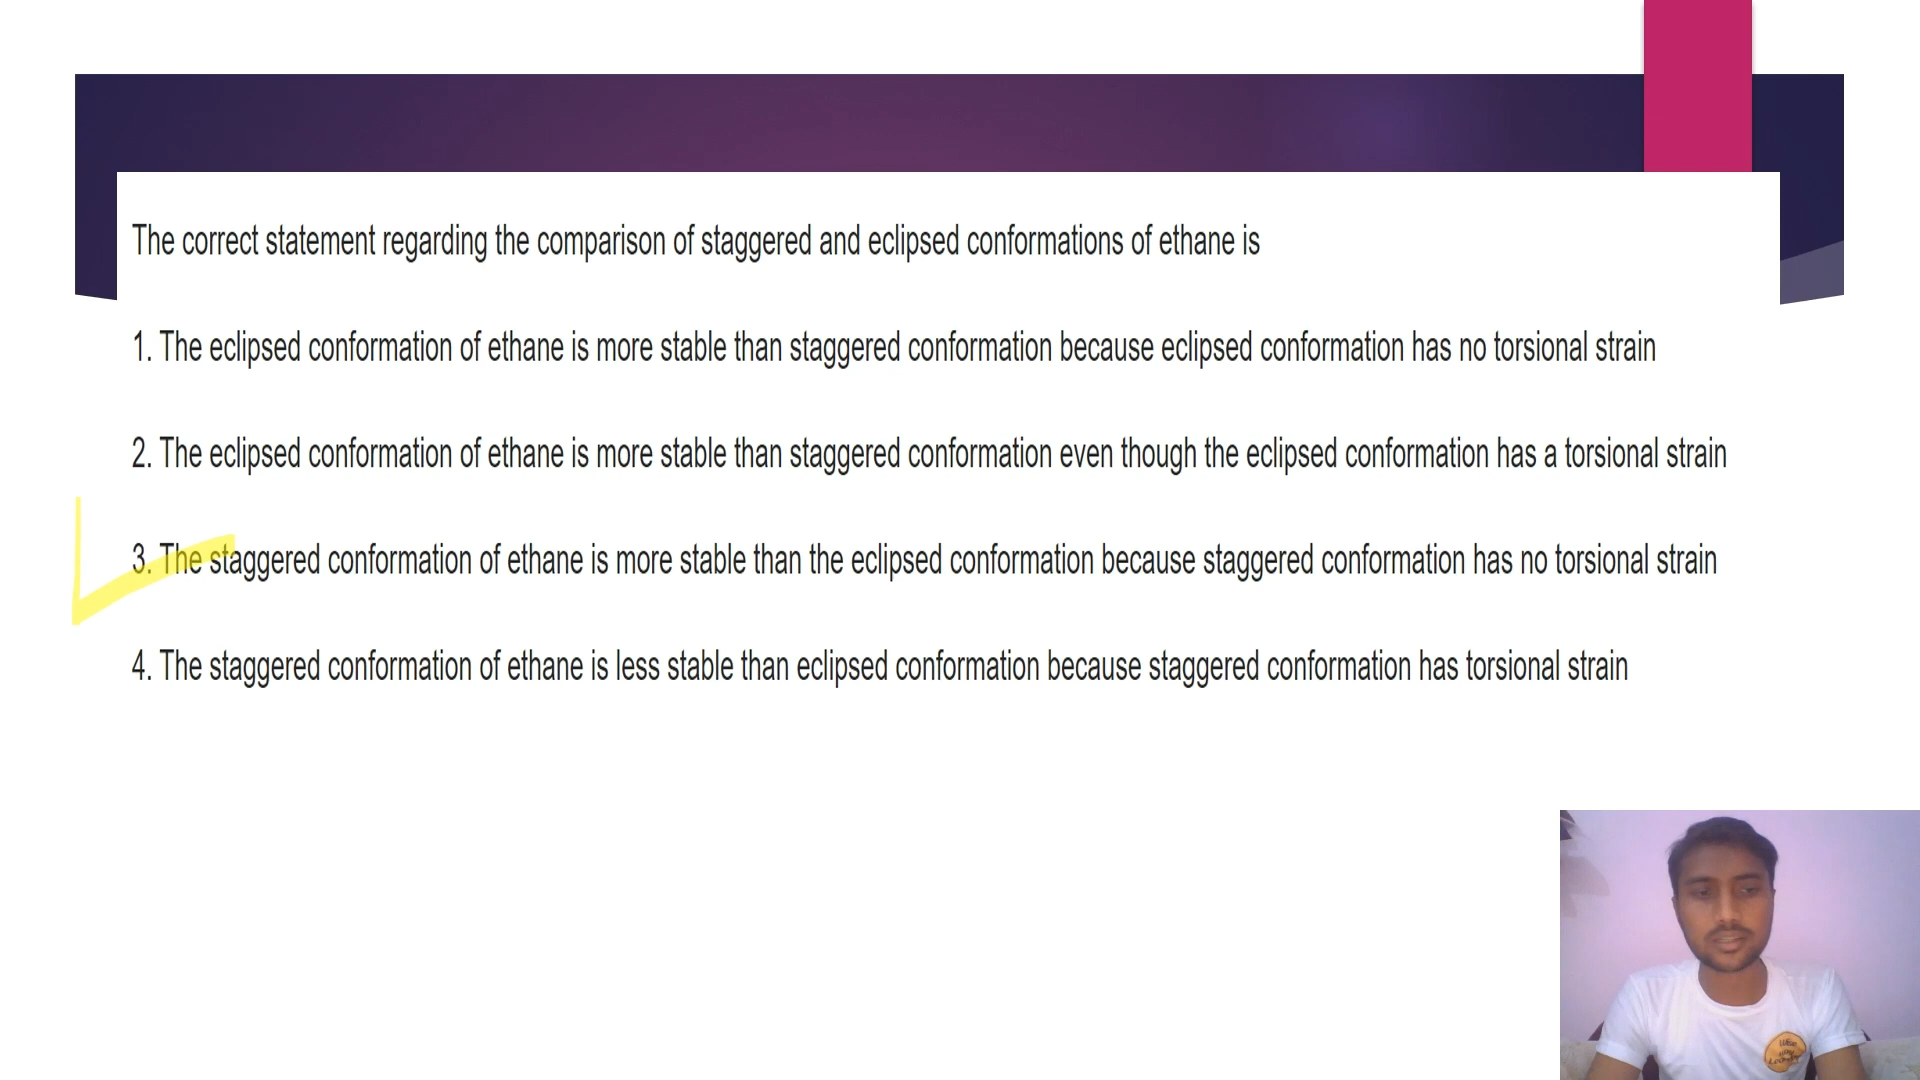 The correct statement regarding the comparison of staggered and eclipsed conformations of ethane is
1. The eclipsed conformation of ethane is more stable than staggered conformation because eclipsed conformation has no torsional strain
2. The eclipsed conformation of ethane is more stable than staggered conformation even though the eclipsed conformation has a torsional strain
3. The staggered conformation of ethane is more stable than the eclipsed conformation because staggered conformation has no torsional strain
4. The staggered conformation of ethane is less stable than eclipsed conformation because staggered conformation has torsional strain